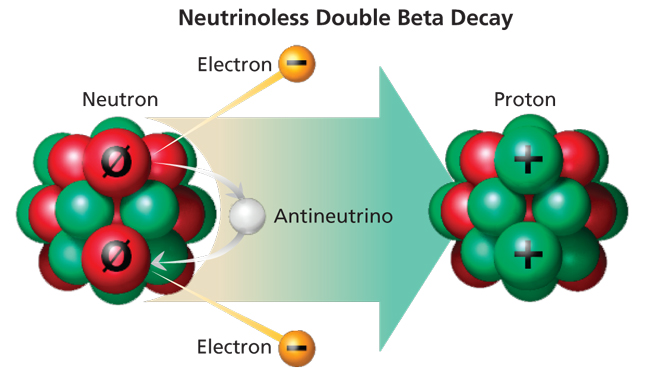 Neutrinoless Double Beta Decay
Electron
Neutron
Proton
Ø
+
Antineutrino
Ø
+
Electron